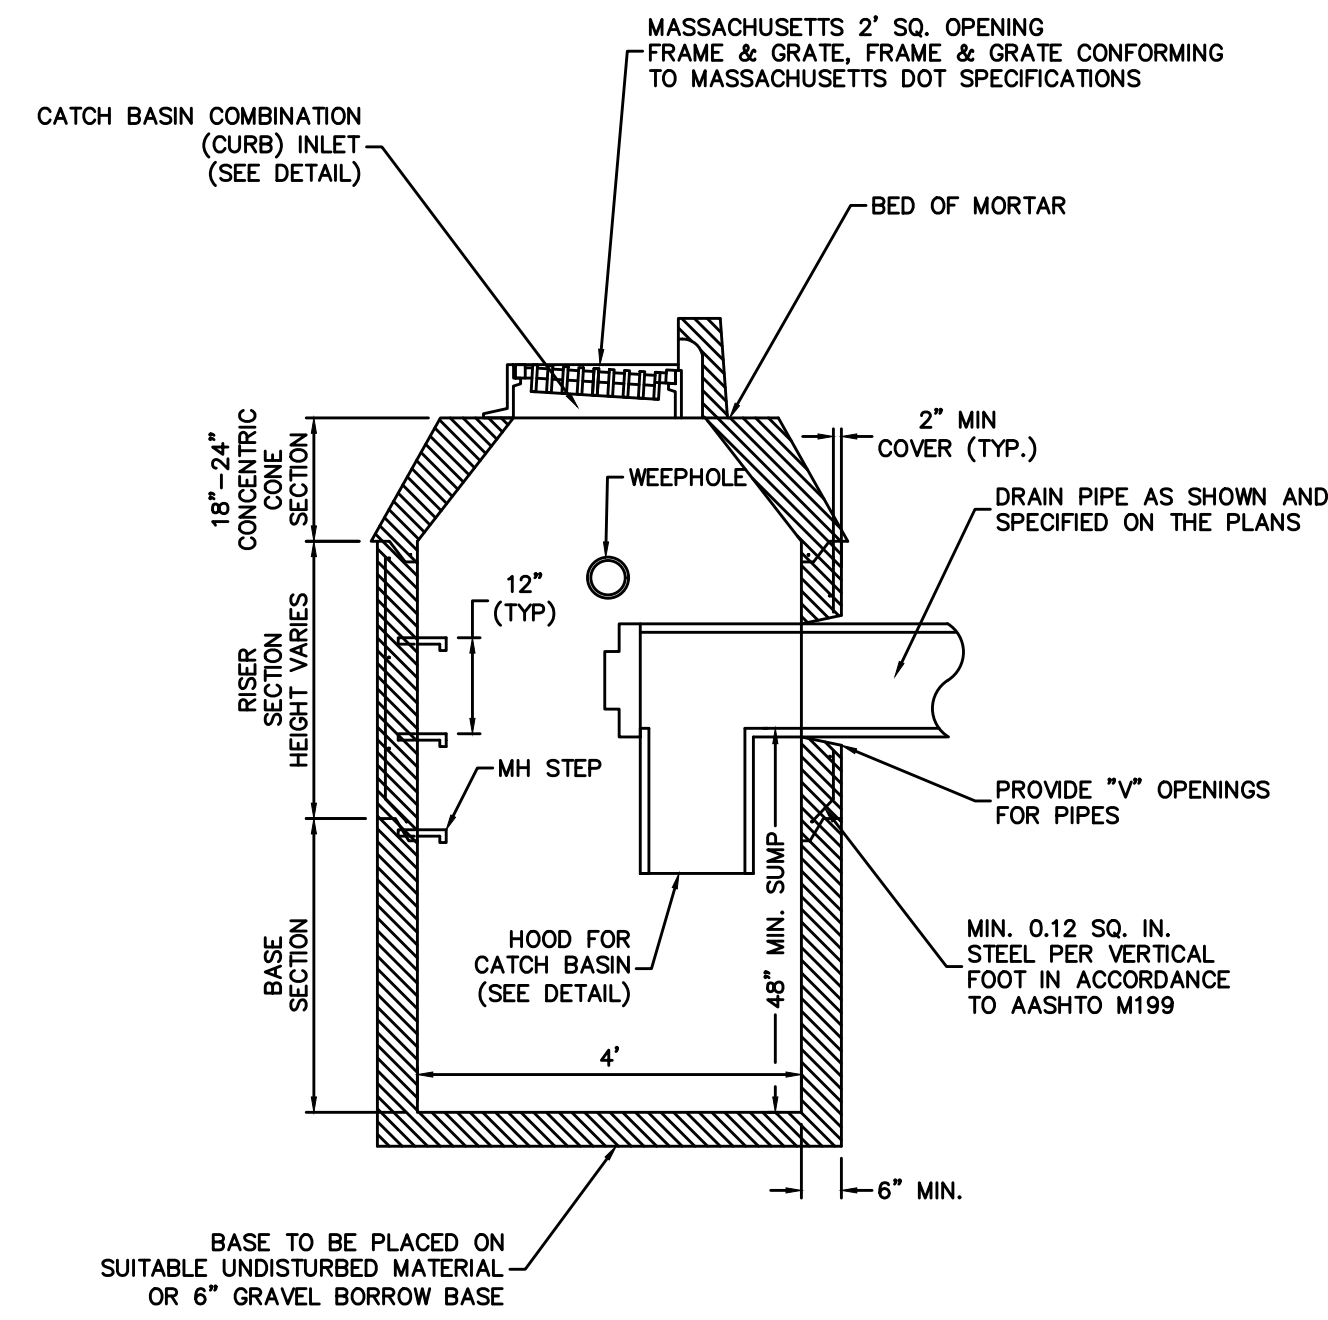 MASSACHUSETTS 2' SQ. OPENING
FRAME & GRATE, FRAME & GRATE CONFORMING
TO MASSACHUSETTS DOT SPECIFICATIONS
CATCH BASIN COMBINATION
(CURB) INLET
(SEE DETAIL)
BED OF MORTAR
2" MIN
COVER (TYP.)
18"-24"
CONCENTRIC
CONE
SECTION
WEEPHOLE
DRAIN PIPE AS SHOWN AND
SPECIFIED ON THE PLANS
12"
(TYP)
RISER
SECTION
HEIGHT VARIES
MH STEP
PROVIDE "V" OPENINGS
FOR PIPES
48" MIN. SUMP
HOOD FOR
CATCH BASIN
(SEE DETAIL)
MIN. 0.12 SQ. IN.
STEEL PER VERTICAL
FOOT IN ACCORDANCE
TO AASHTO M199
BASE
SECTION
4'
6" MIN.
BASE TO BE PLACED ON
SUITABLE UNDISTURBED MATERIAL
OR 6" GRAVEL BORROW BASE